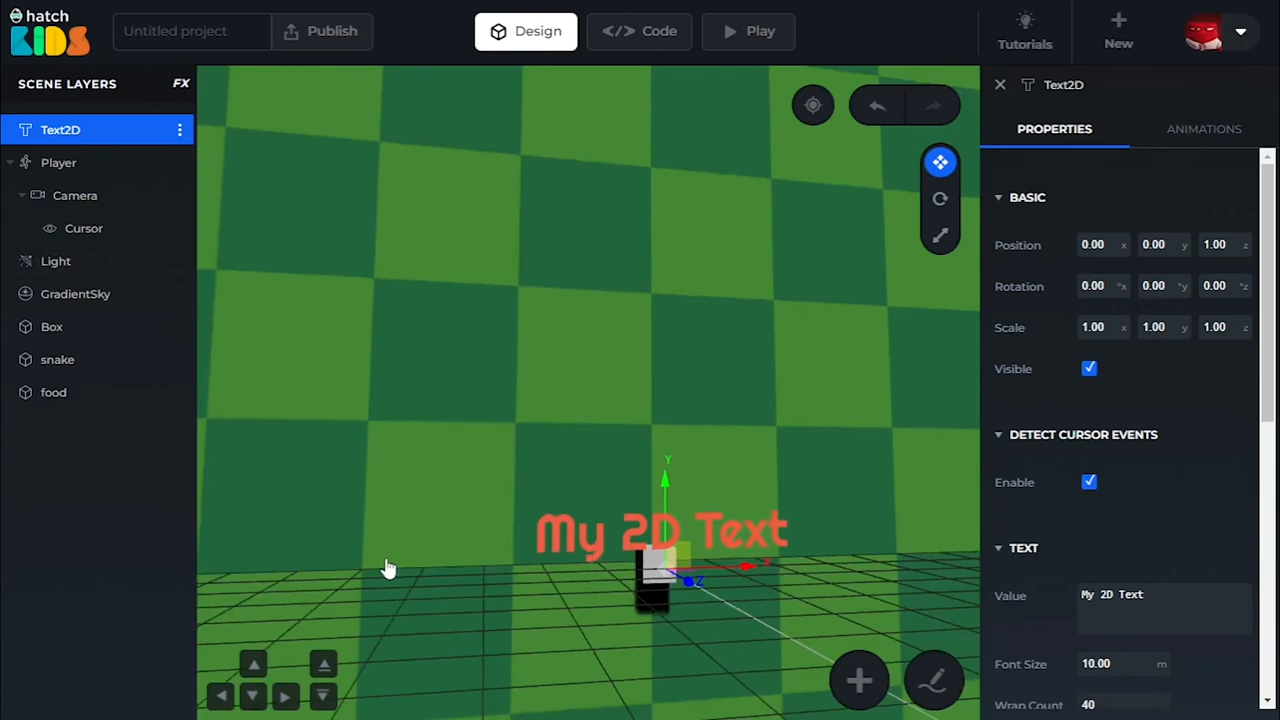 hatch
KIDS
Untitled project
Publish
Design
</> Code
Play
Tutorials
New
SCENE LAYERS
FX
Text2D
Player
Camera
Cursor
Light
GradientSky
Box
snake
food
Y
My 2D Text
X
Z
Text2D
PROPERTIES
ANIMATIONS
BASIC
Position 0.00 x 0.00 y 1.00 z
Rotation 0.00 °x 0.00 °y 0.00 °z
Scale 1.00 x 1.00 y 1.00 z
Visible
DETECT CURSOR EVENTS
Enable
TEXT
Value My 2D Text
Font Size 10.00 m
Wrap Count 40